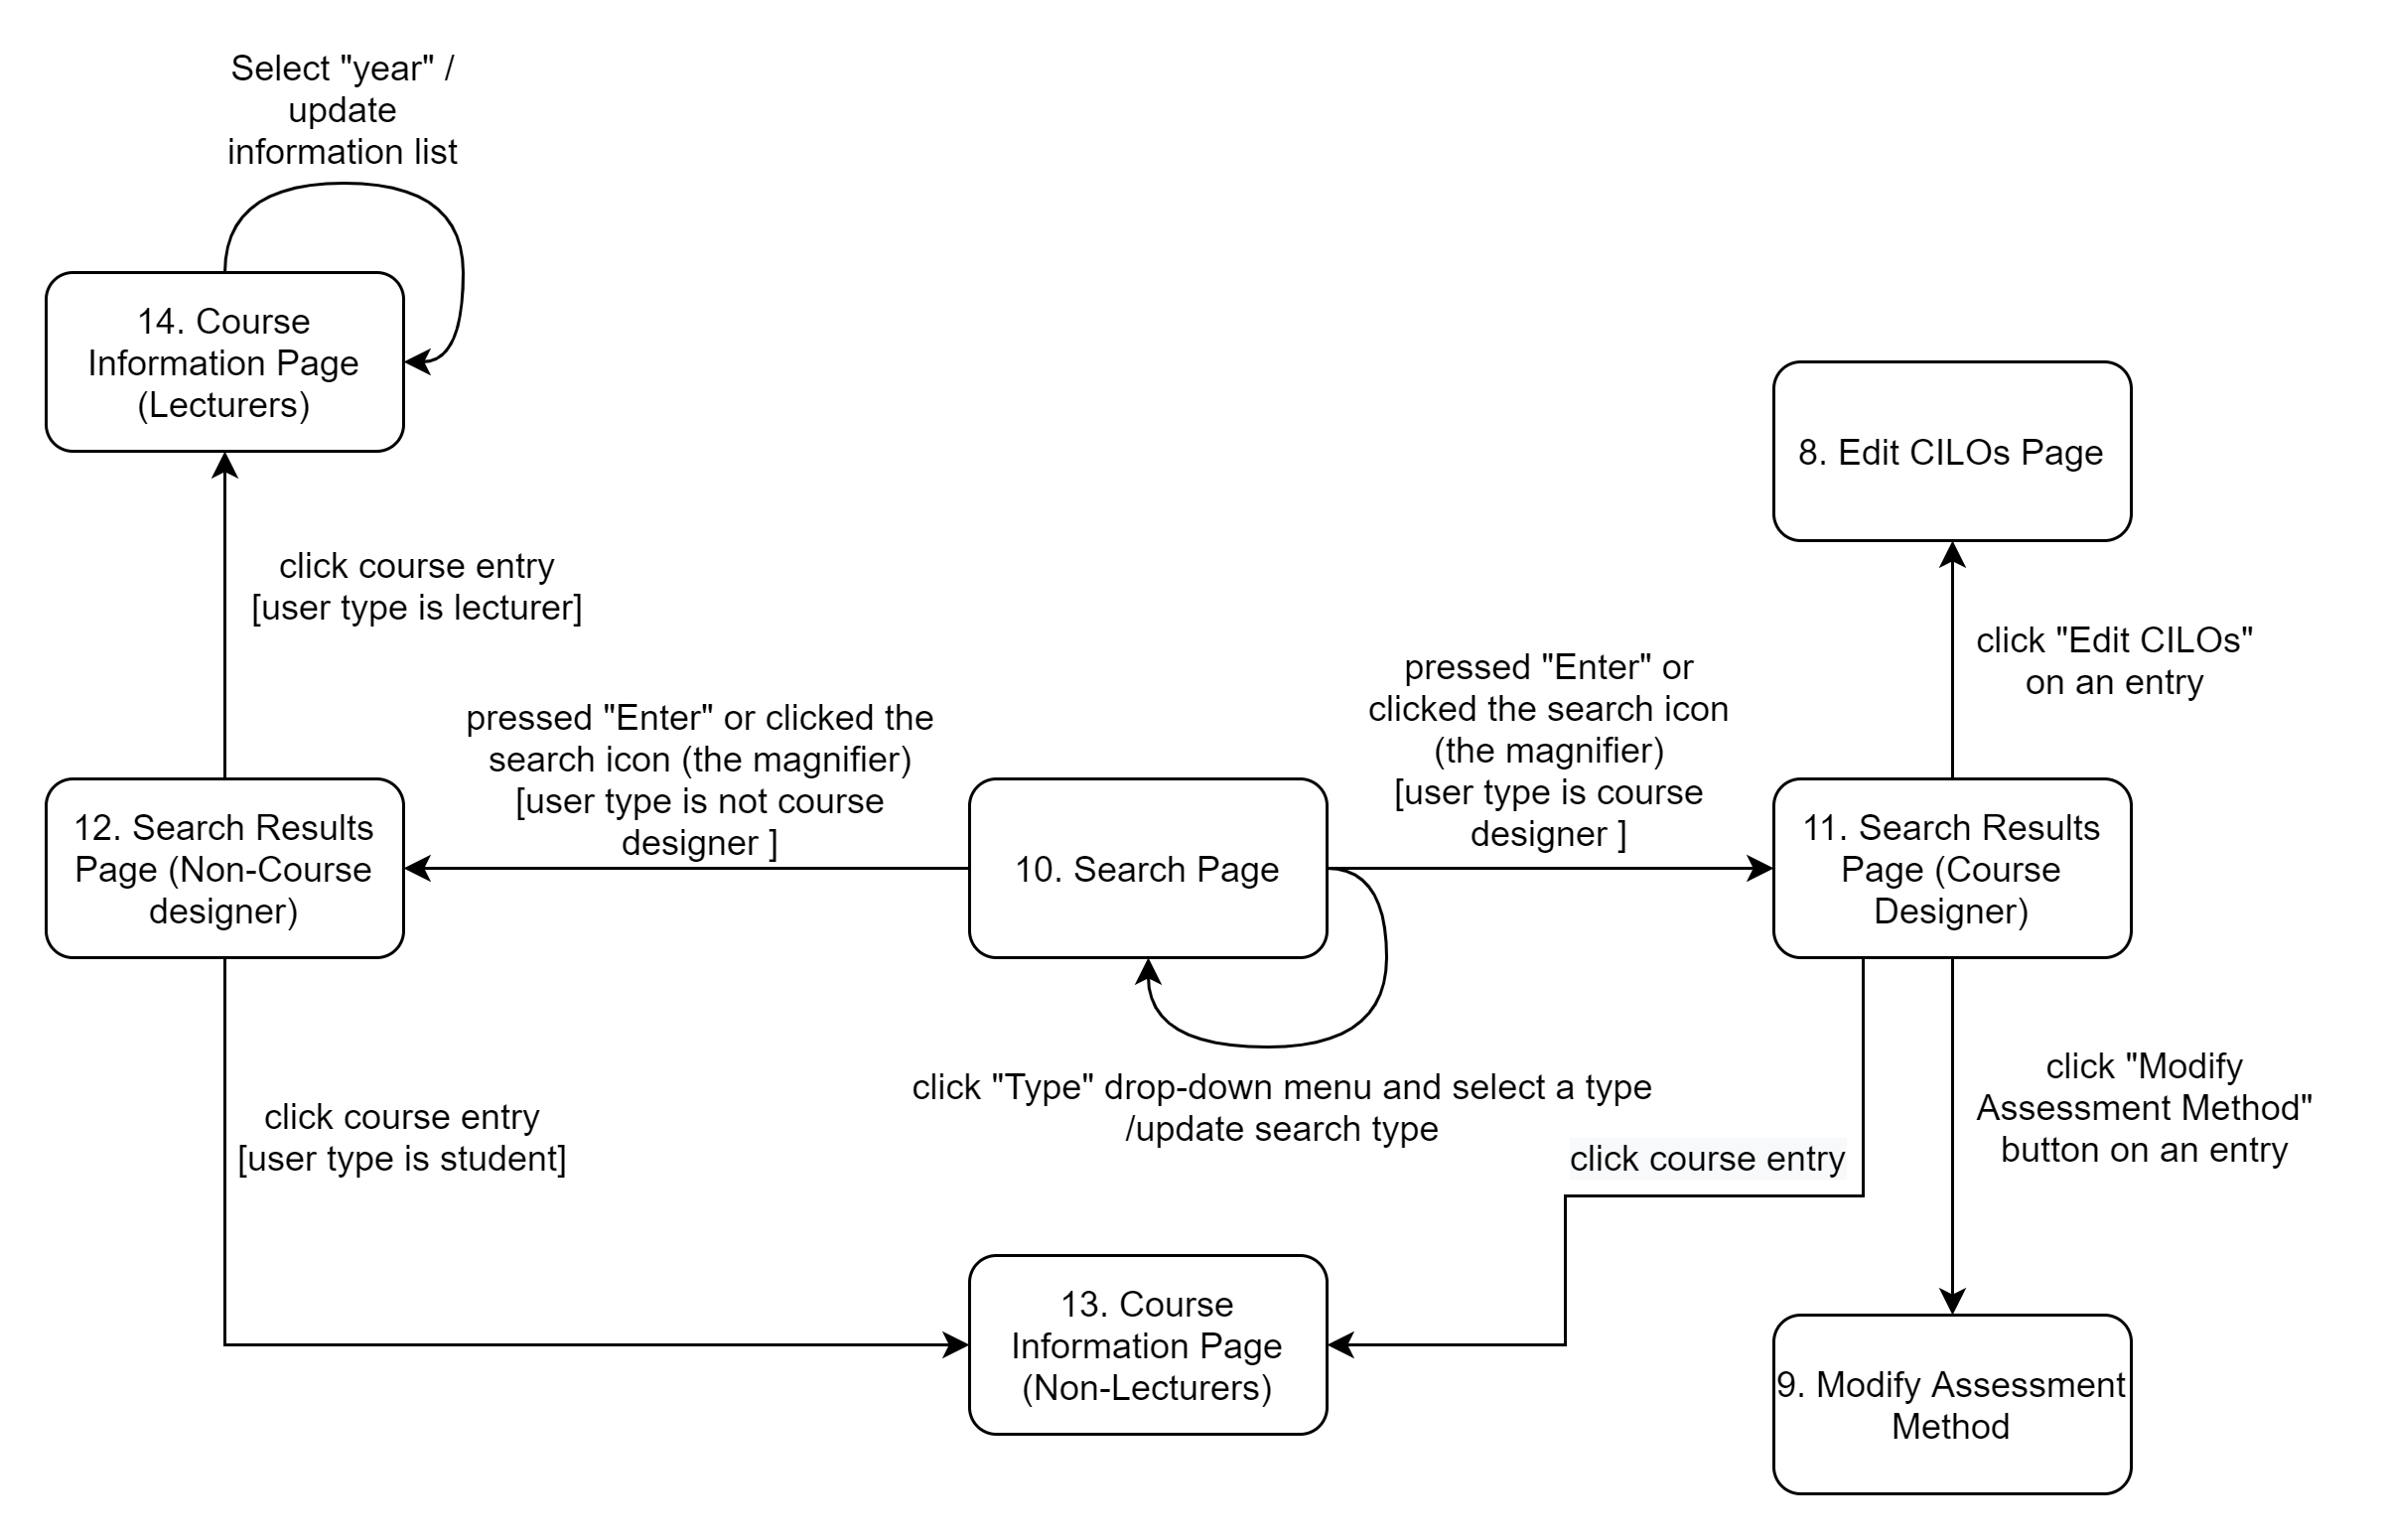 Select "year" /
update
information list
14. Course
Information Page
(Lecturers)
8. Edit CILOs Page
click course entry
[user type is lecturer]
click "Edit CILOs"
on an entry
pressed "Enter" or clicked the
search icon (the magnifier)
[user type is not course
designer ]
pressed "Enter" or
clicked the search icon
(the magnifier)
[user type is course
designer ]
12. Search Results
Page (Non-Course
designer)
10. Search Page
11. Search Results
Page (Course
Designer)
click "Type" drop-down menu and select a type
/update search type
click course entry
[user type is student]
click course entry
click "Modify
Assessment Method"
button on an entry
13. Course
Information Page
(Non-Lecturers)
9. Modify Assessment
Method